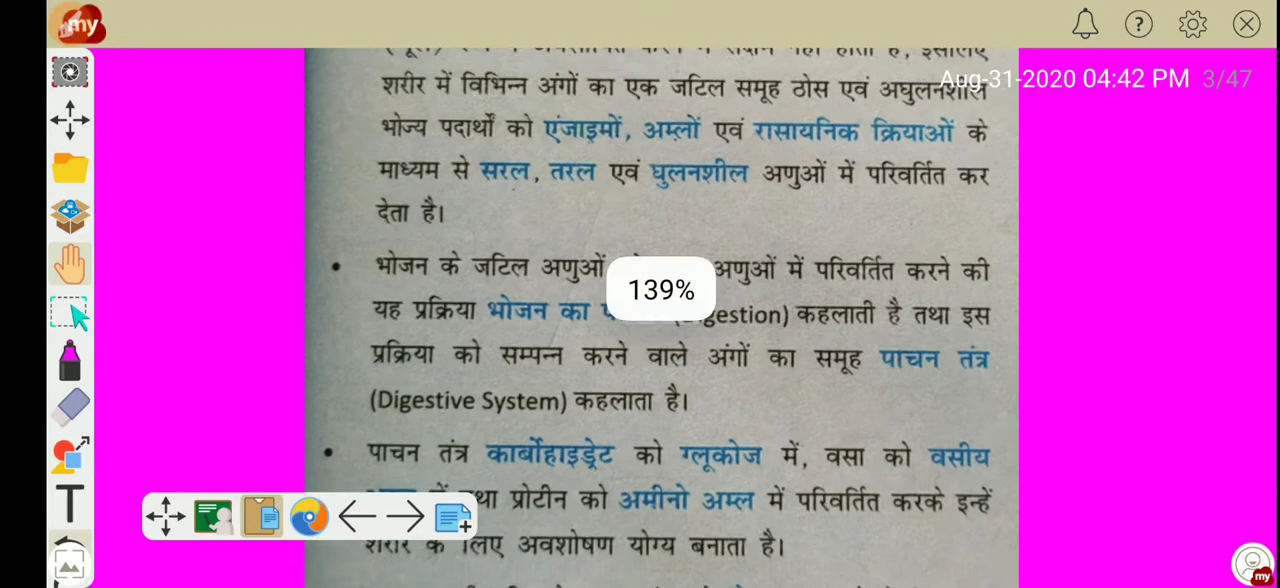 my
Aug-31-2020 04:42 PM 3/47
शरीर में विभिन्न अंगों का एक जटिल समूह ठोस एवं अघुलनशील
भोज्य पदार्थों को एंजाइमों, अम्लों एवं रासायनिक क्रियाओं के
माध्यम से सरल, तरल एवं घुलनशील अणुओं में परिवर्तित कर
देता है।
• भोजन के जटिल अणुओं अणुओं में परिवर्तित करने की
139%
यह प्रक्रिया भोजन का कहलाती है तथा इस
प्रक्रिया को सम्पन्न करने वाले अंगों का समूह पाचन तंत्र
(Digestive System) कहलाता है।
• पाचन तंत्र कार्बोहाइड्रेट को ग्लूकोज में, वसा को वसीय
तथा प्रोटीन को अमीनो अम्ल में परिवर्तित करके इन्हें
शरीर के लिए अवशोषण योग्य बनाता है।
T
my